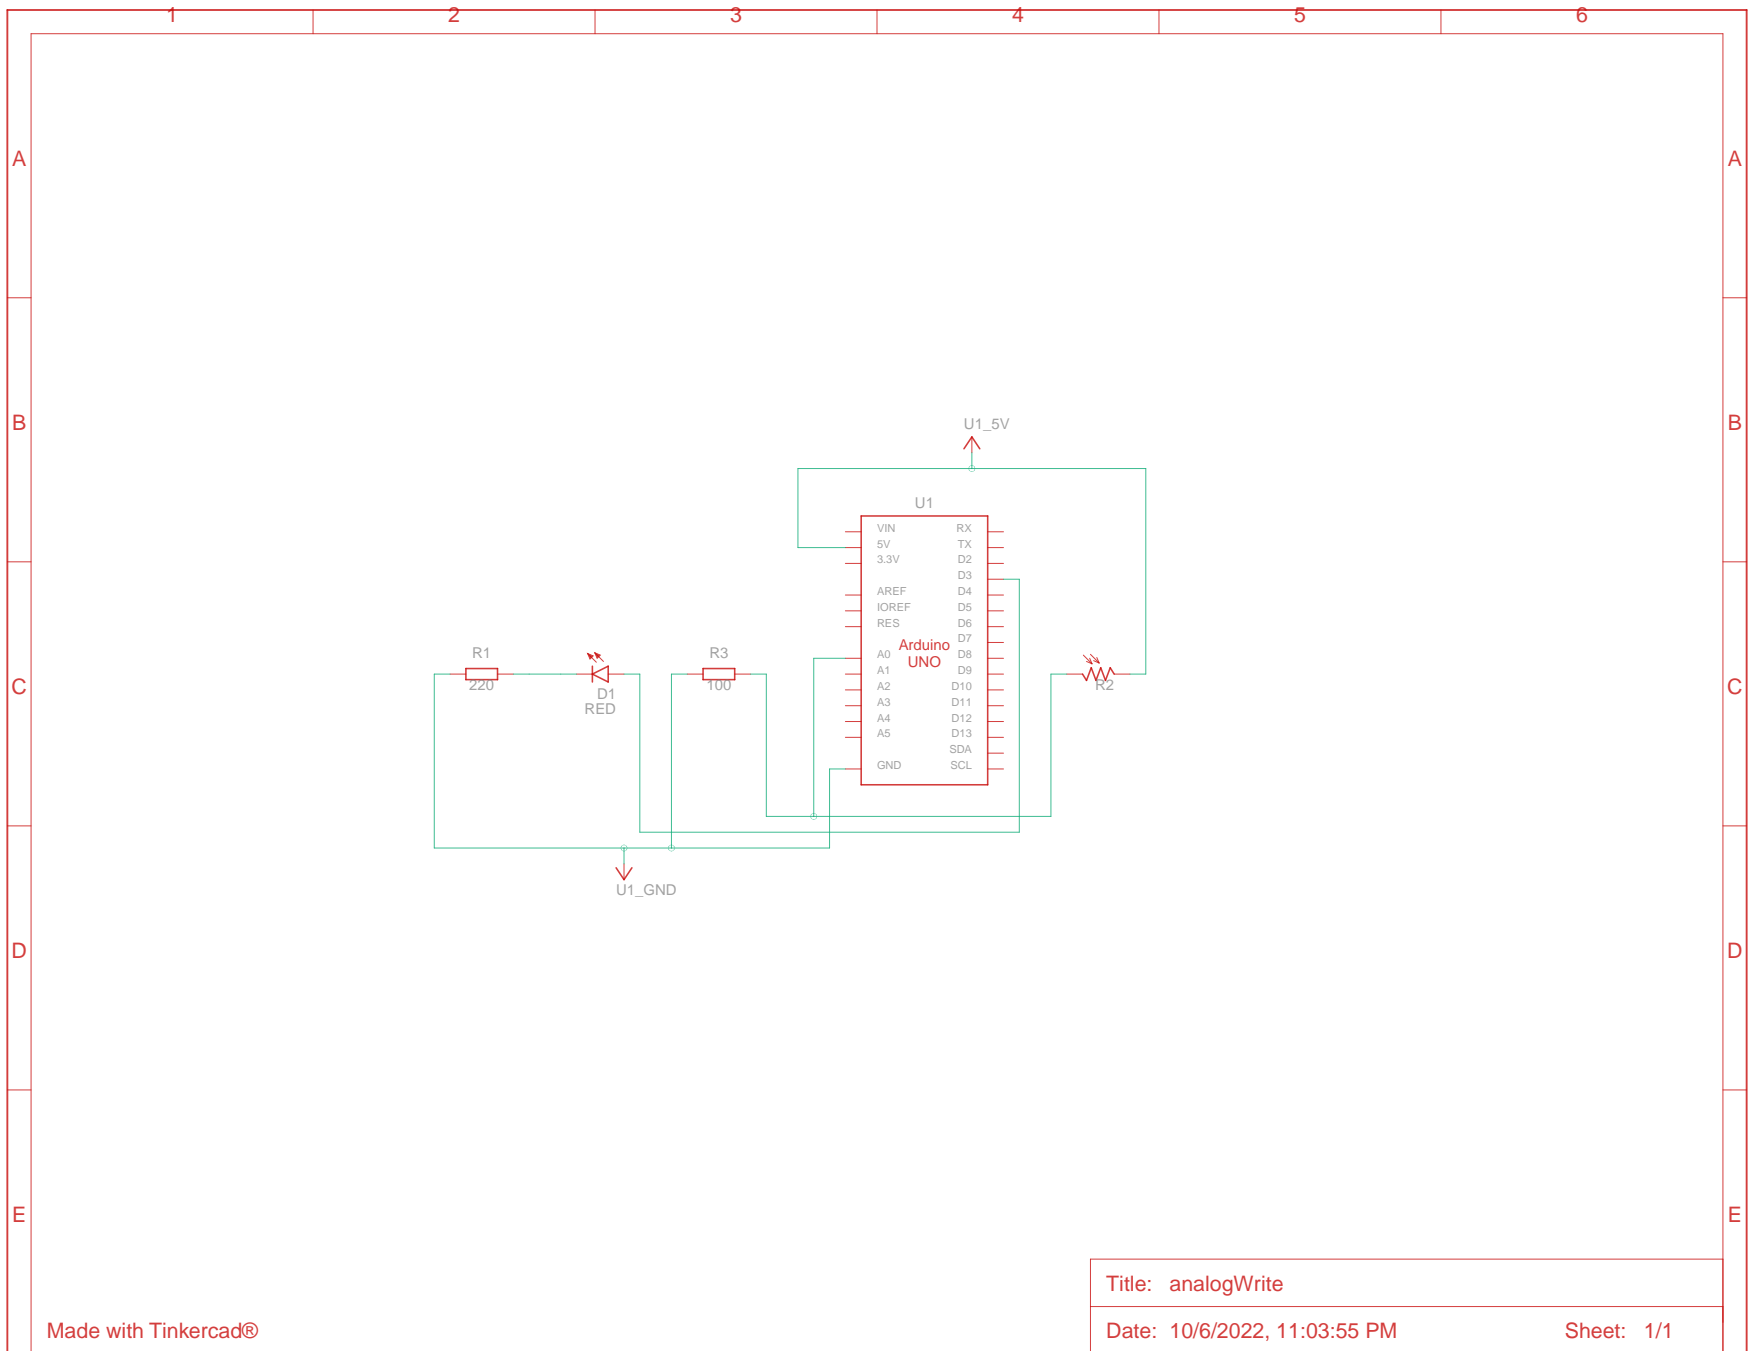 1 2 3 4 5 6
A A
B B
U1_5V
U1
VIN RX
5V TX
3.3V D2
D3
AREF D4
IOREF D5
RES D6
D7
Arduino
UNO
A0 D8
A1 D9
A2 D10
A3 D11
A4 D12
A5 D13
SDA
GND SCL
R1
220
D1
RED
R3
100
R2
C C
U1_GND
D D
E E
Title: analogWrite
Made with Tinkercad®
Date: 10/6/2022, 11:03:55 PM Sheet: 1/1